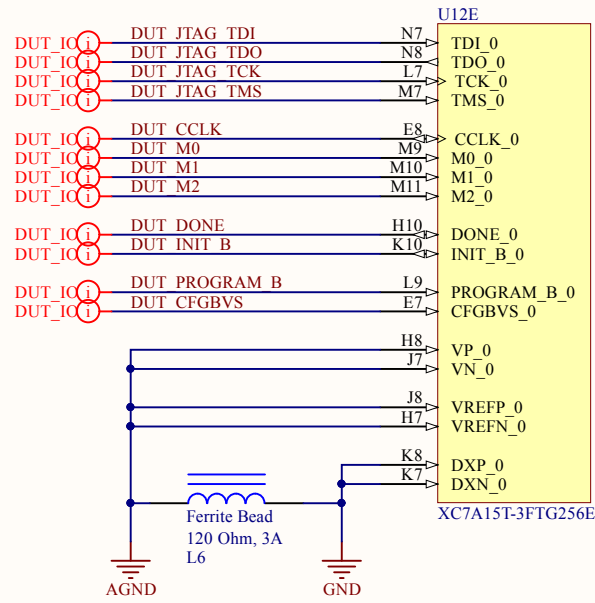 U12E
DUT_IO i DUT_JTAG_TDI N7 TDI_0
DUT_IO i DUT_JTAG_TDO N8 TDO_0
DUT_IO i DUT_JTAG_TCK L7 TCK_0
DUT_IO i DUT_JTAG_TMS M7 TMS_0
DUT_IO i DUT_CCLK E8 CCLK_0
DUT_IO i DUT_M0 M9 M0_0
DUT_IO i DUT_M1 M10 M1_0
DUT_IO i DUT_M2 M11 M2_0
DUT_IO i DUT_DONE H10 DONE_0
DUT_IO i DUT_INIT_B K10 INIT_B_0
DUT_IO i DUT_PROGRAM_B L9 PROGRAM_B_0
DUT_IO i DUT_CFGBVS E7 CFGBVS_0
H8 VP_0
J7 VN_0
J8 VREFP_0
H7 VREFN_0
K8 DXP_0
K7 DXN_0
XC7A15T-3FTG256E
Ferrite Bead
120 Ohm, 3A
L6
AGND
GND